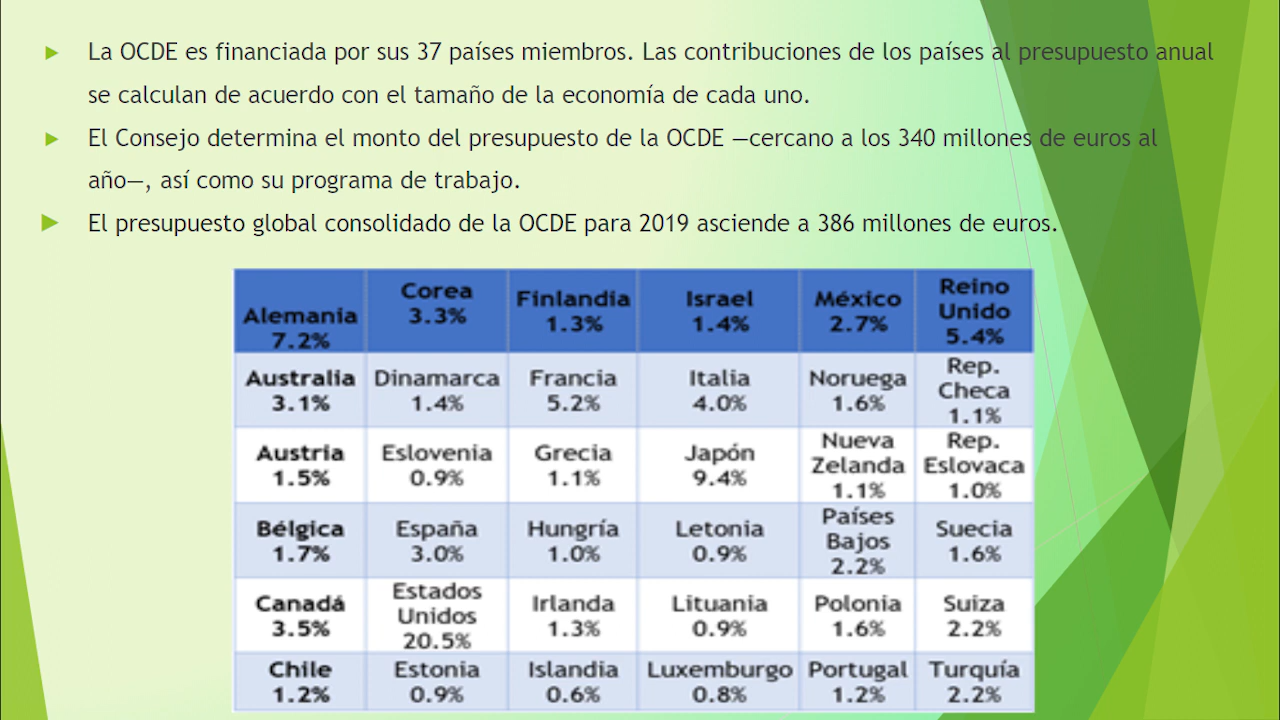 La OCDE es financiada por sus 37 países miembros. Las contribuciones de los países al presupuesto anual
se calculan de acuerdo con el tamaño de la economía de cada uno.
El Consejo determina el monto del presupuesto de la OCDE —cercano a los 340 millones de euros al
año—, así como su programa de trabajo.
El presupuesto global consolidado de la OCDE para 2019 asciende a 386 millones de euros.
Alemania
7.2%
Corea
3.3%
Finlandia
1.3%
Israel
1.4%
México
2.7%
Reino
Unido
5.4%
Australia
3.1%
Dinamarca
1.4%
Francia
5.2%
Italia
4.0%
Noruega
1.6%
Rep.
Checa
1.1%
Austria
1.5%
Eslovenia
0.9%
Grecia
1.1%
Japón
9.4%
Nueva
Zelanda
1.1%
Rep.
Eslovaca
1.0%
Bélgica
1.7%
España
3.0%
Hungría
1.0%
Letonia
0.9%
Países
Bajos
2.2%
Suecia
1.6%
Canadá
3.5%
Estados
Unidos
20.5%
Irlanda
1.3%
Lituania
0.9%
Polonia
1.6%
Suiza
2.2%
Chile
1.2%
Estonia
0.9%
Islandia
0.6%
Luxemburgo
0.8%
Portugal
1.2%
Turquía
2.2%